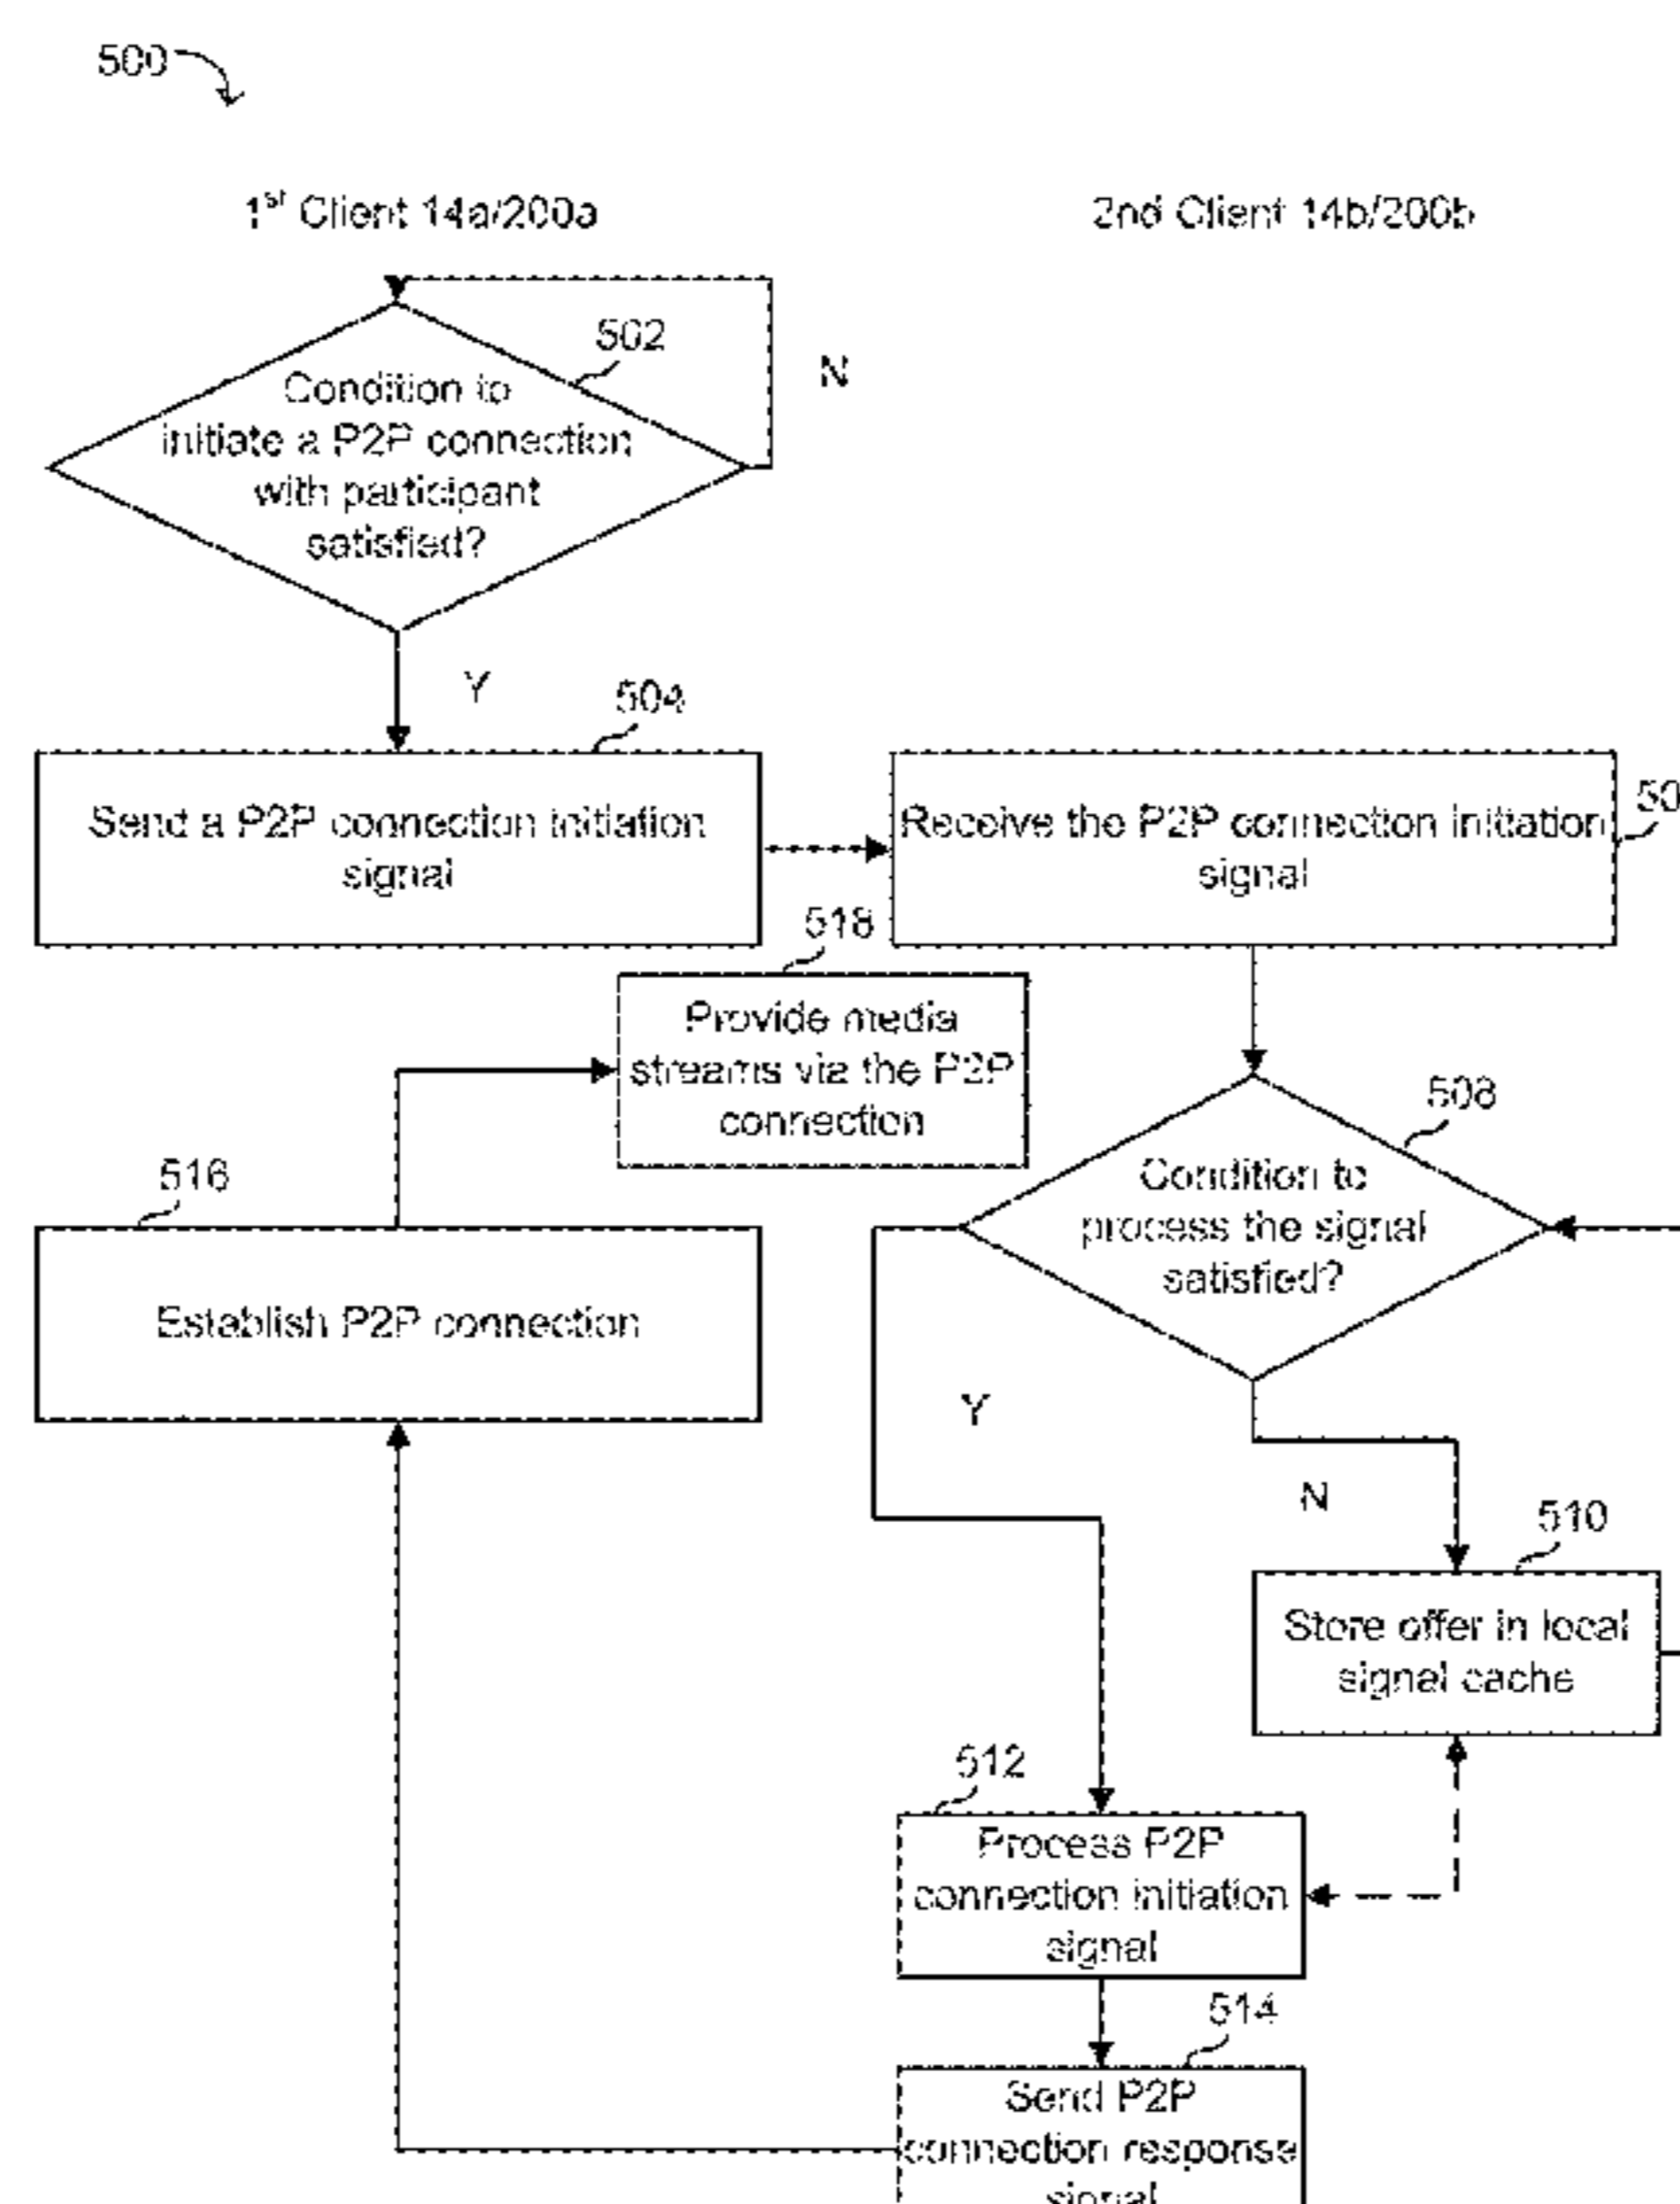 500
1st Client 14a/200a
2nd Client 14b/200b
502
Condition to
initiate a P2P connection
with participant
satisfied?
N
Y
504
Send a P2P connection initiation
signal
50
Receive the P2P connection initiation
signal
518
Provide media
streams via the P2P
connection
508
Condition to
process the signal
satisfied?
516
Establish P2P connection
Y
N
510
Store offer in local
signal cache
512
Process P2P
connection initiation
signal
514
Send P2P
connection response
signal